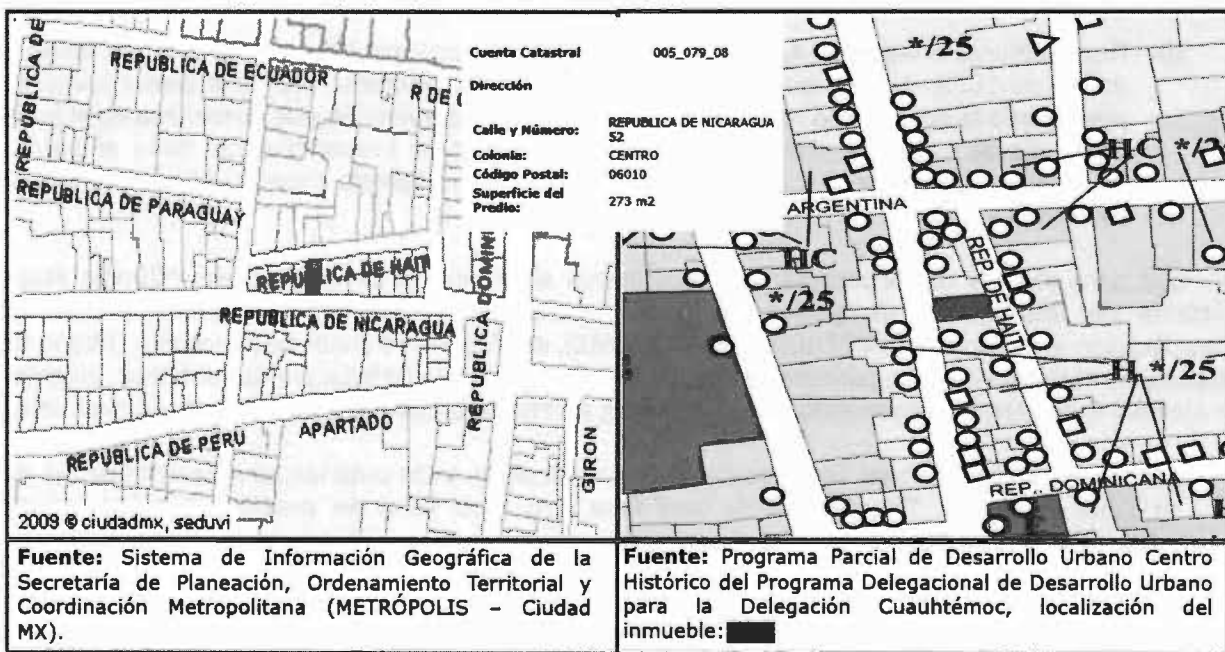 REPUBLICA DE
REPUBLICA DE ECUADOR
R DE
Cuenta Catastral 005_079_08
Dirección
Calle y Número: REPUBLICA DE NICARAGUA
52
Colonia: CENTRO
Código Postal: 06010
Superficie del
Predio: 273 m2
REPUBLICA DE PARAGUAY
REPUBLICA DE HAITI
REPUBLICA DE NICARAGUA
REPUBLICA DOMINI
REPUBLICA DE PERU
APARTADO
GIRON
2009 © ciudadmx, seduvi
*/25
HC */3
ARGENTINA
HC
*/25
REP. DE HAITI
H */25
REP.. DOMINICANA
E
Fuente: Sistema de Información Geográfica de la
Secretaría de Planeación, Ordenamiento Territorial y
Coordinación Metropolitana (METRÓPOLIS – Ciudad
MX).
Fuente: Programa Parcial de Desarrollo Urbano Centro
Histórico del Programa Delegacional de Desarrollo Urbano
para la Delegación Cuauhtémoc, localización del
inmueble: